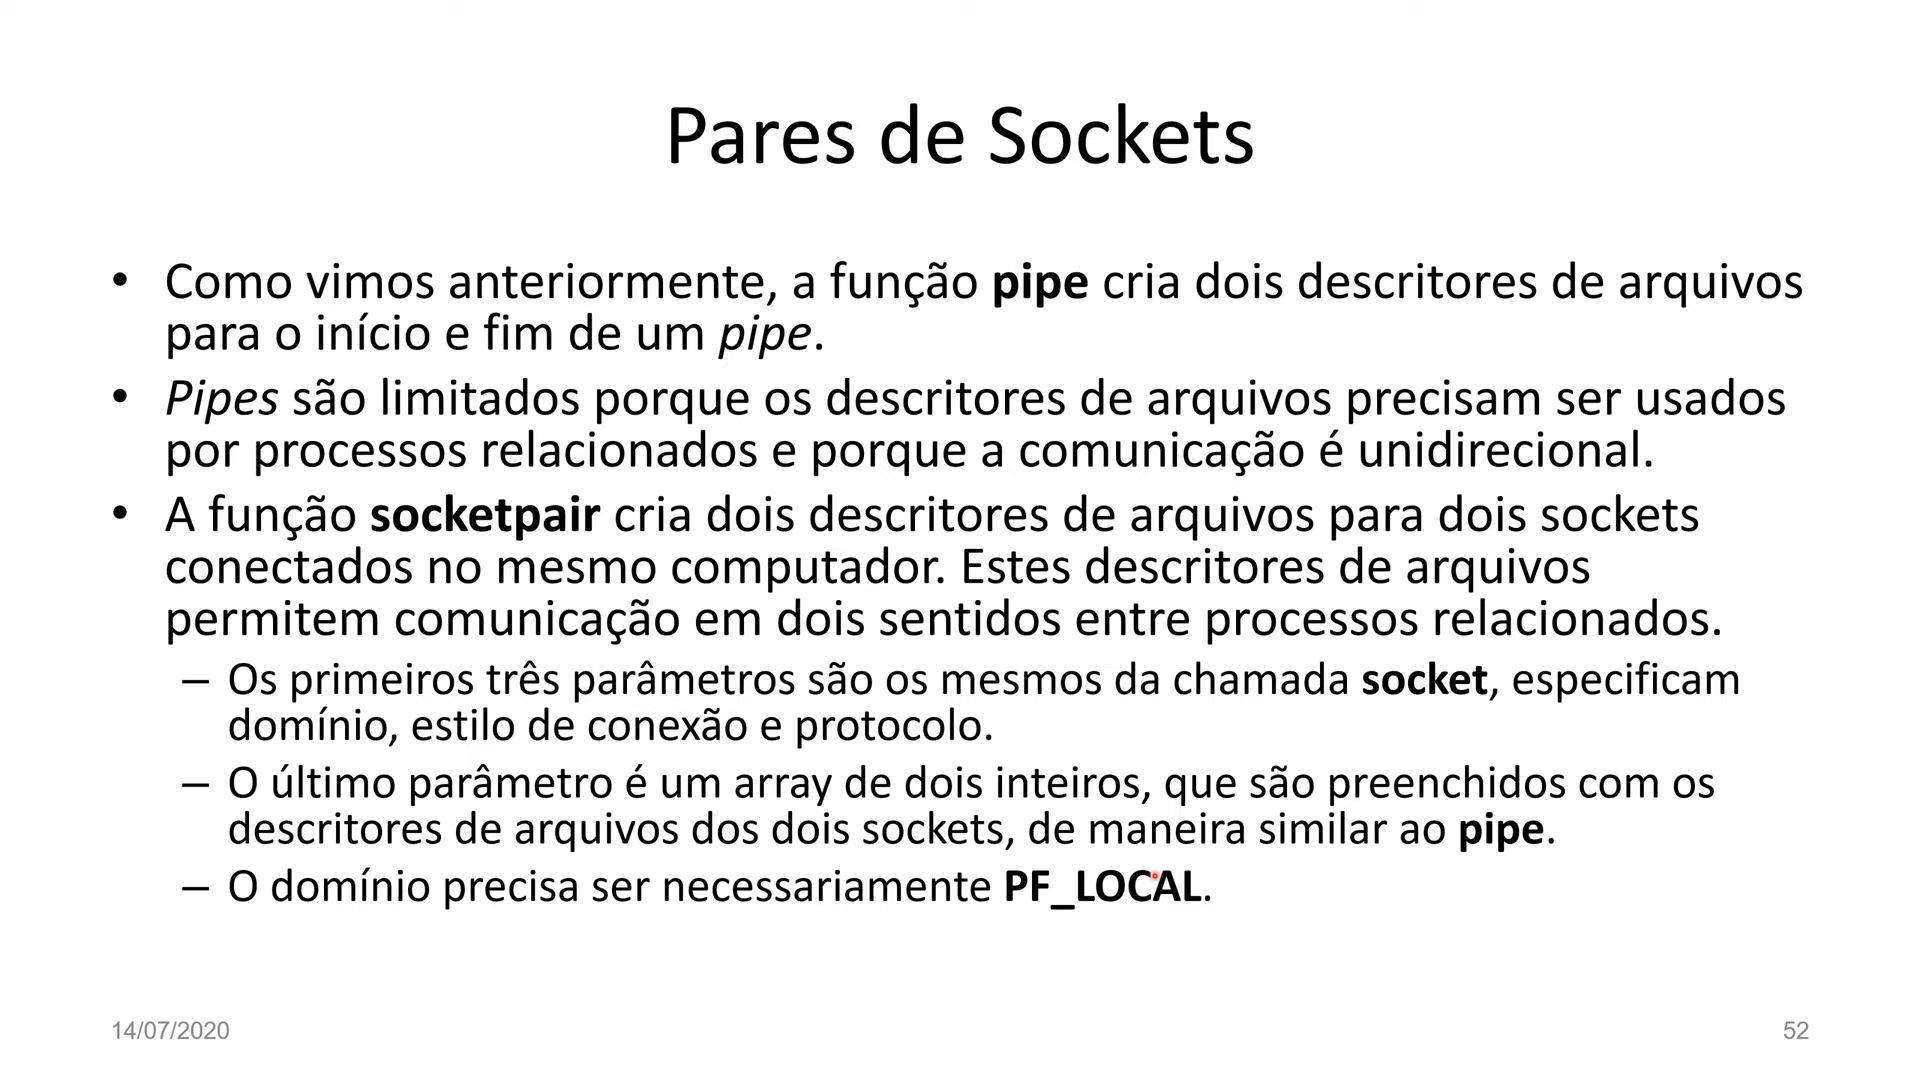 Pares de Sockets
• Como vimos anteriormente, a função pipe cria dois descritores de arquivos
para o início e fim de um pipe.
• Pipes são limitados porque os descritores de arquivos precisam ser usados
por processos relacionados e porque a comunicação é unidirecional.
• A função socketpair cria dois descritores de arquivos para dois sockets
conectados no mesmo computador. Estes descritores de arquivos
permitem comunicação em dois sentidos entre processos relacionados.
– Os primeiros três parâmetros são os mesmos da chamada socket, especificam
domínio, estilo de conexão e protocolo.
– O último parâmetro é um array de dois inteiros, que são preenchidos com os
descritores de arquivos dos dois sockets, de maneira similar ao pipe.
– O domínio precisa ser necessariamente PF_LOCAL.
14/07/2020
52